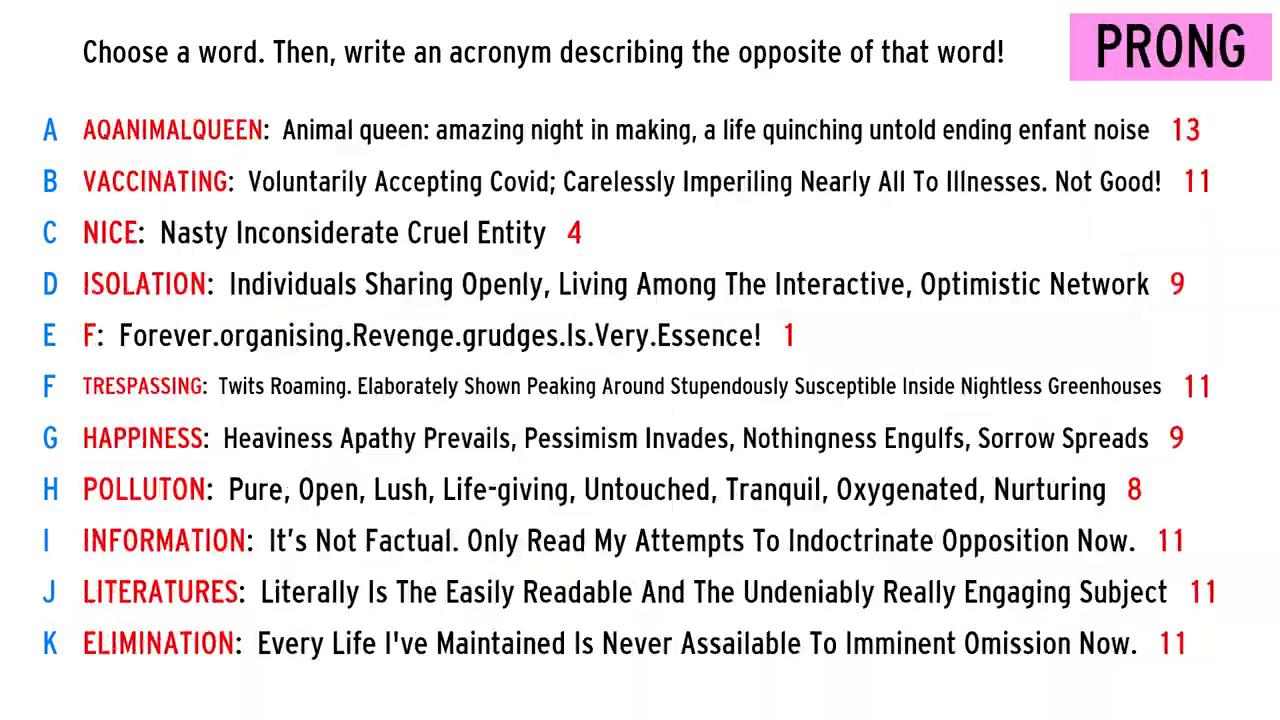 Choose a word. Then, write an acronym describing the opposite of that word!
PRONG
A AQANIMALQUEEN: Animal queen: amazing night in making, a life quinching untold ending enfant noise 13
B VACCINATING: Voluntarily Accepting Covid; Carelessly Imperiling Nearly All To Illnesses. Not Good! 11
C NICE: Nasty Inconsiderate Cruel Entity 4
D ISOLATION: Individuals Sharing Openly, Living Among The Interactive, Optimistic Network 9
E F: Forever.organising.Revenge.grudges.Is.Very.Essence! 1
F TRESPASSING: Twits Roaming. Elaborately Shown Peaking Around Stupendously Susceptible Inside Nightless Greenhouses 11
G HAPPINESS: Heaviness Apathy Prevails, Pessimism Invades, Nothingness Engulfs, Sorrow Spreads 9
H POLLUTON: Pure, Open, Lush, Life-giving, Untouched, Tranquil, Oxygenated, Nurturing 8
I INFORMATION: It's Not Factual. Only Read My Attempts To Indoctrinate Opposition Now. 11
J LITERATURES: Literally Is The Easily Readable And The Undeniably Really Engaging Subject 11
K ELIMINATION: Every Life I've Maintained Is Never Assailable To Imminent Omission Now. 11